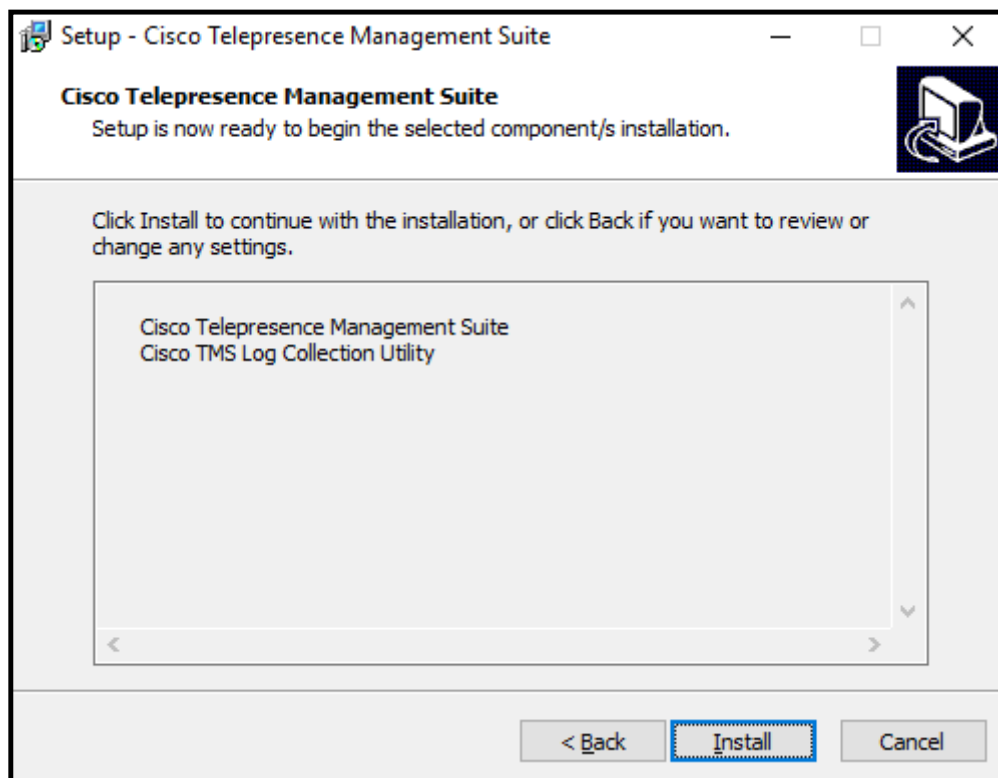 Setup - Cisco Telepresence Management Suite
Cisco Telepresence Management Suite
Setup is now ready to begin the selected component/s installation.
Click Install to continue with the installation, or click Back if you want to review or
change any settings.
Cisco Telepresence Management Suite
Cisco TMS Log Collection Utility
< Back
Install
Cancel